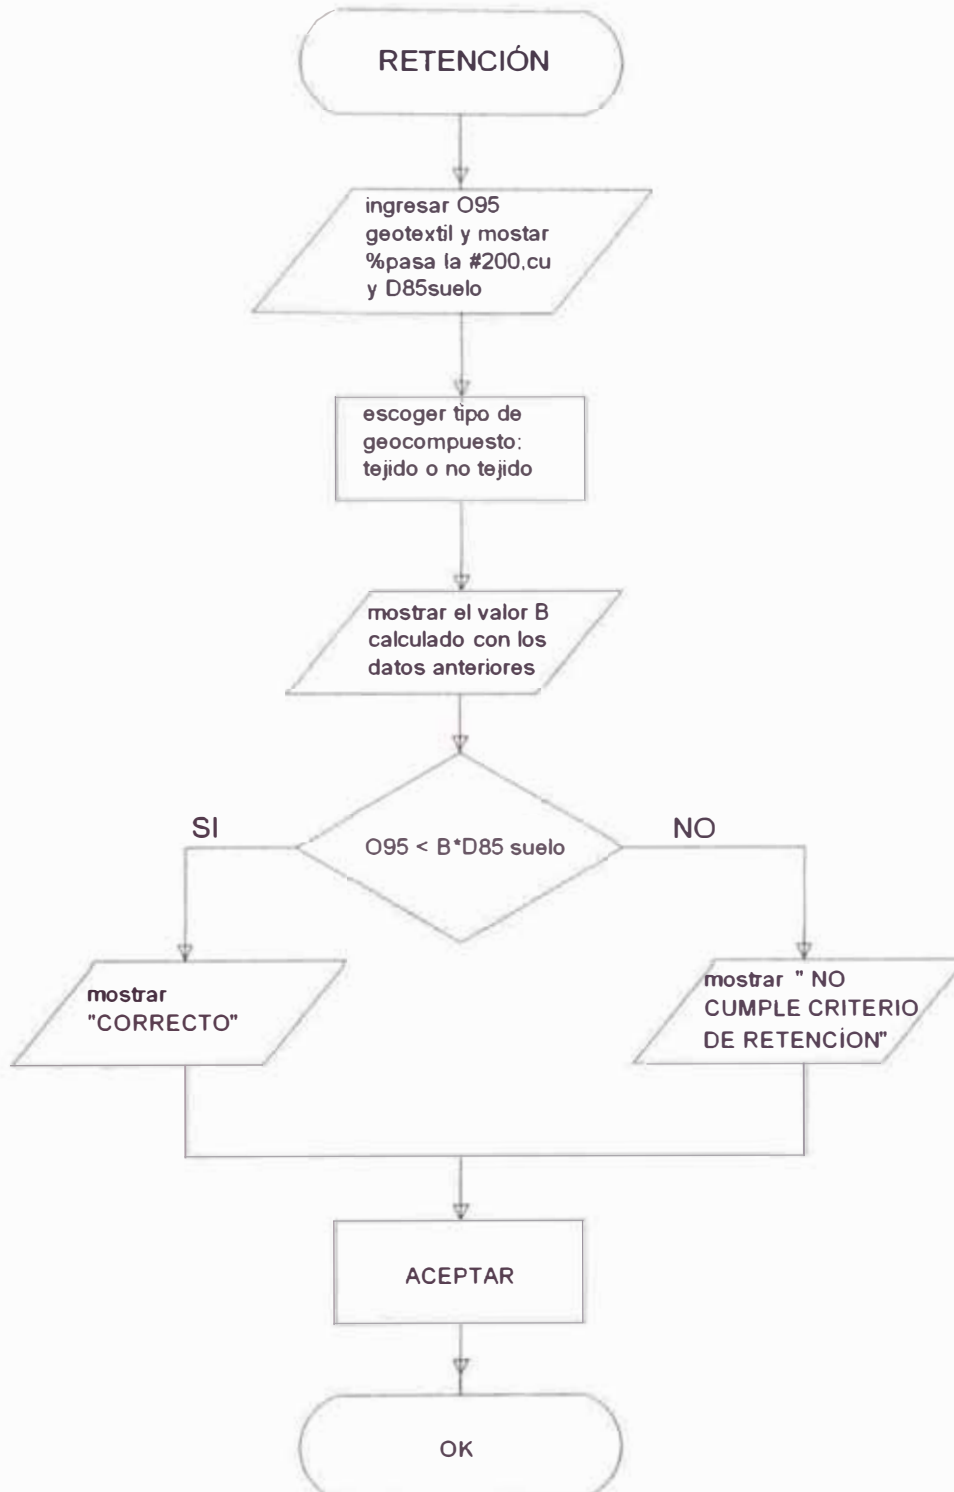 RETENCIÓN
ingresar O95
geotextil y mostar
%pasa la #200,cu
y D85suelo
escoger tipo de
geocompuesto:
tejido o no tejido
mostrar el valor B
calculado con los
datos anteriores
SI
NO
O95 < B*D85 suelo
mostrar
"CORRECTO"
mostrar " NO
CUMPLE CRITERIO
DE RETENCÍON"
ACEPTAR
OK